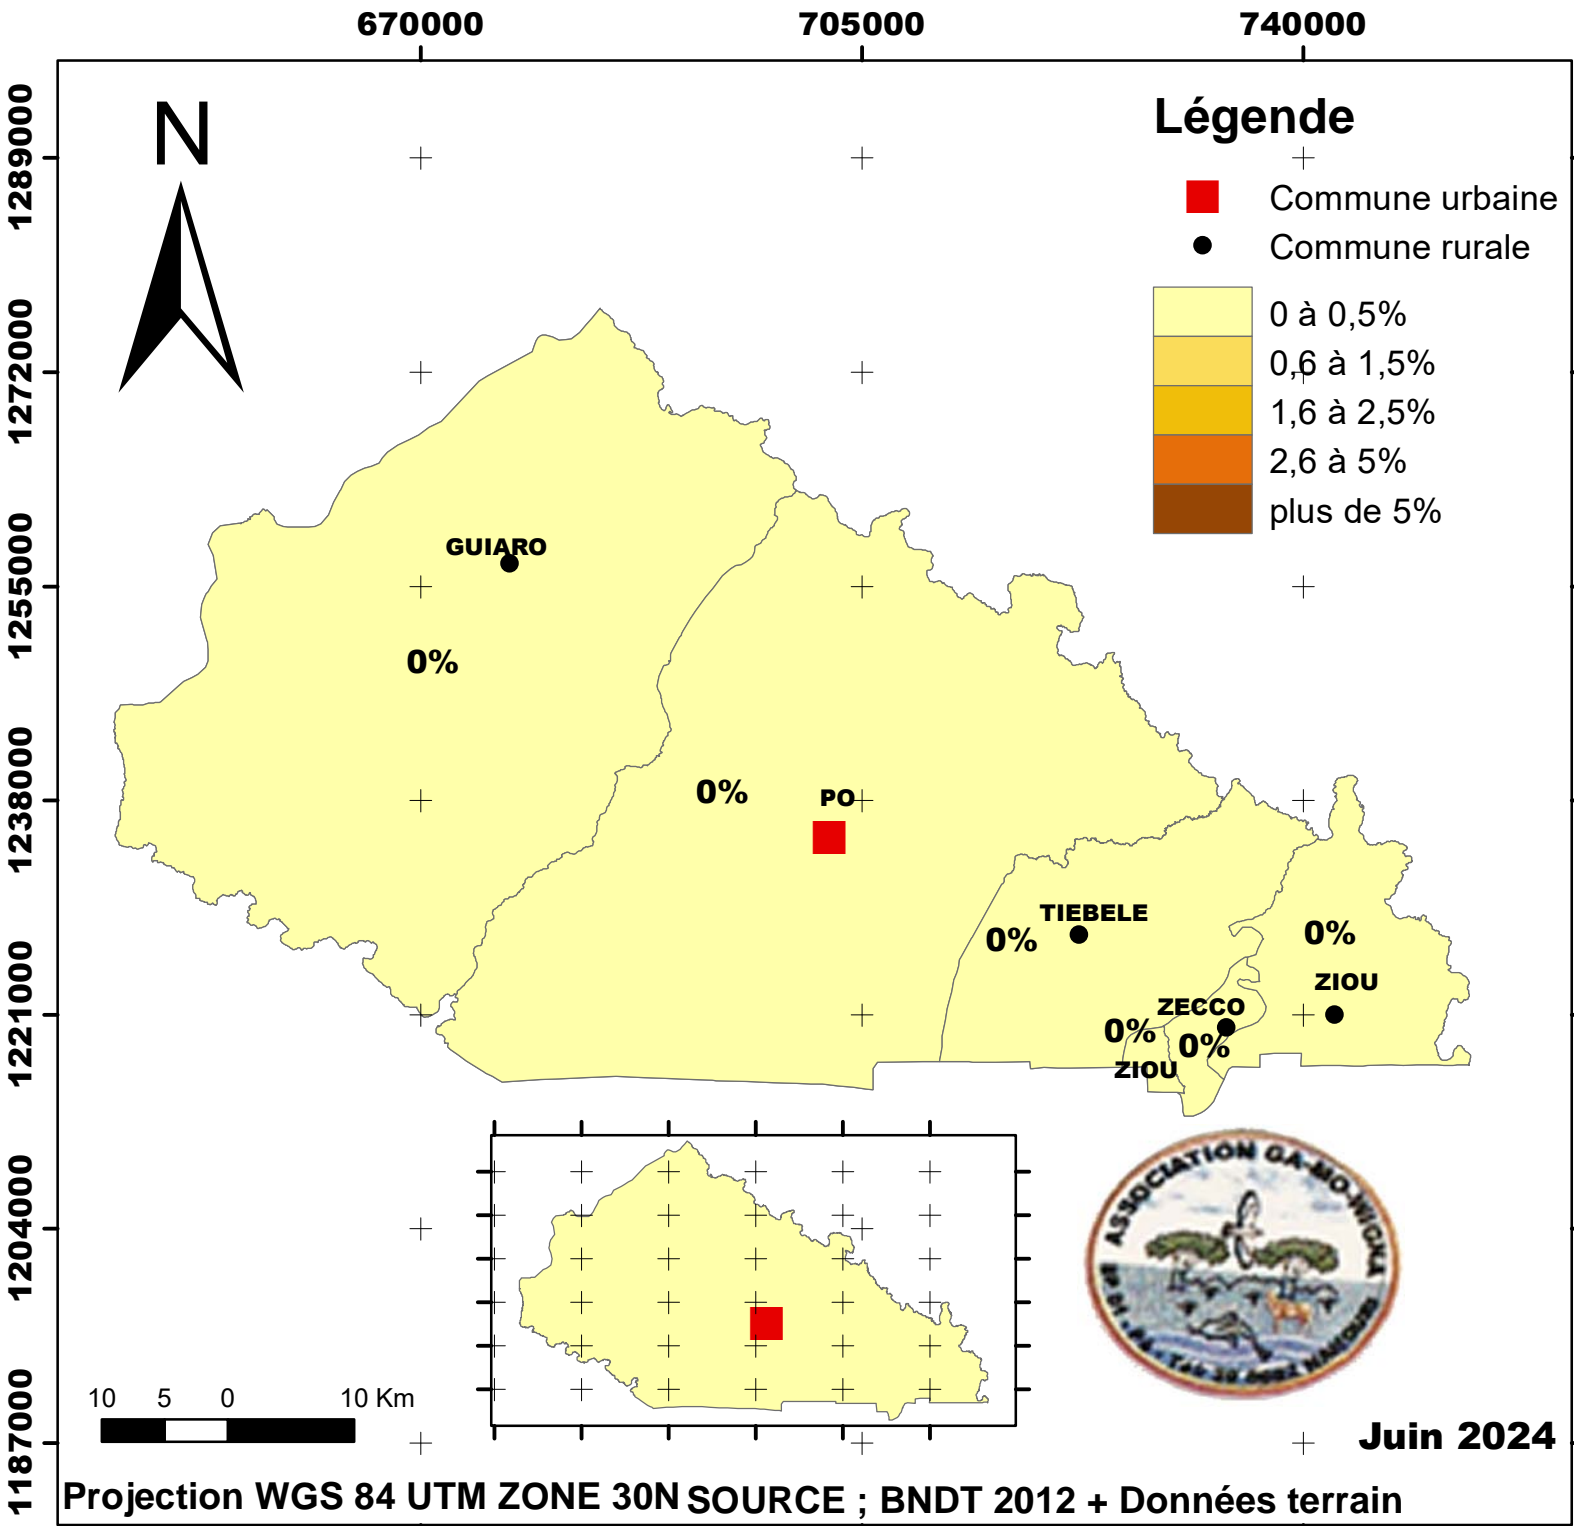 670000 705000 740000
1289000
1272000
1255000
1238000
1221000
1204000
1187000
N
Légende
Commune urbaine
Commune rurale
0 à 0,5%
0,6 à 1,5%
1,6 à 2,5%
2,6 à 5%
plus de 5%
GUIARO
0%
0%
PO
TIEBELE
0%
0%
ZIOU
ZECCO
0%
0%
ZIOU
ASSOCIATION GA-MO-WIGNA
10 5 0 10 Km
Juin 2024
Projection WGS 84 UTM ZONE 30N SOURCE ; BNDT 2012 + Données terrain